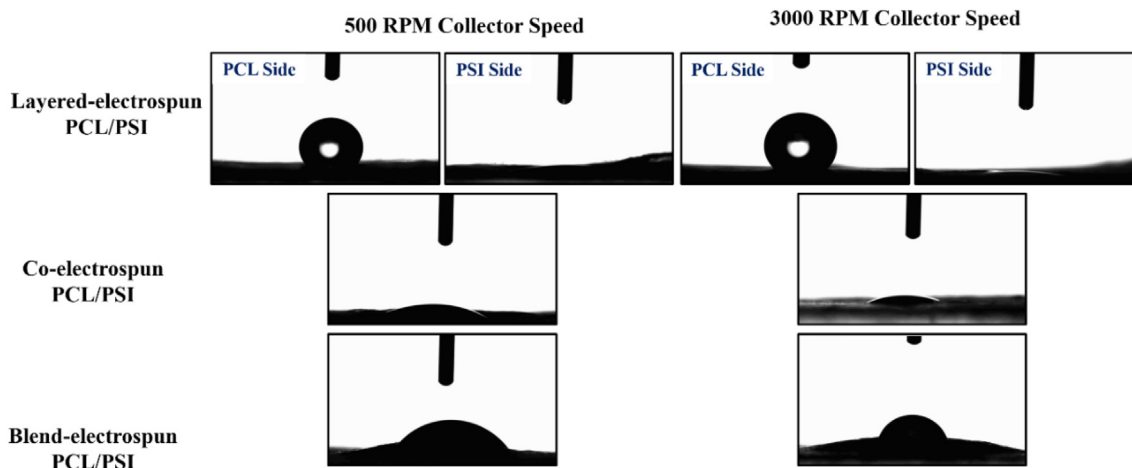 500 RPM Collector Speed
3000 RPM Collector Speed
Layered-electrospun
PCL/PSI
PCL Side
PSI Side
PCL Side
PSI Side
Co-electrospun
PCL/PSI
Blend-electrospun
PCL/PSI